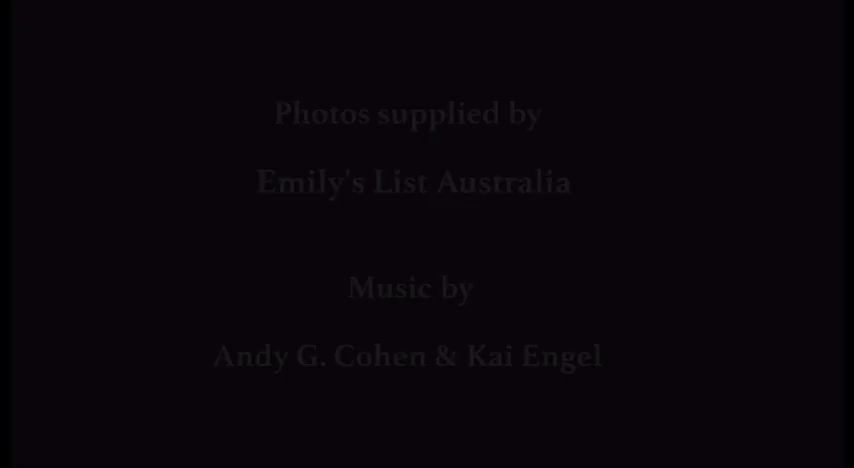 Photos supplied by
Emily's List Australia
Music by
Andy G. Cohen & Kai Engel